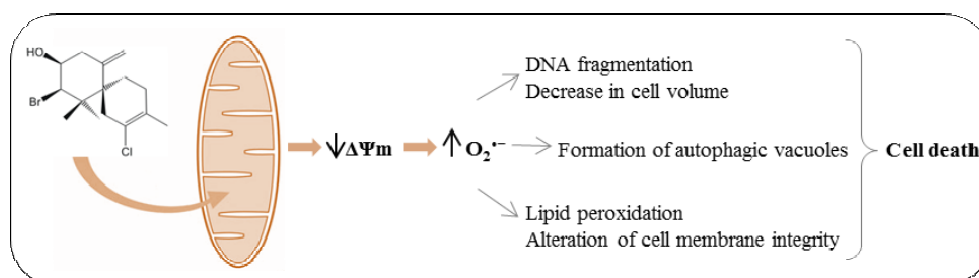 HO
Br
Cl
↓ΔΨm
↑O₂•−
DNA fragmentation
Decrease in cell volume
Formation of autophagic vacuoles
Lipid peroxidation
Alteration of cell membrane integrity
Cell death